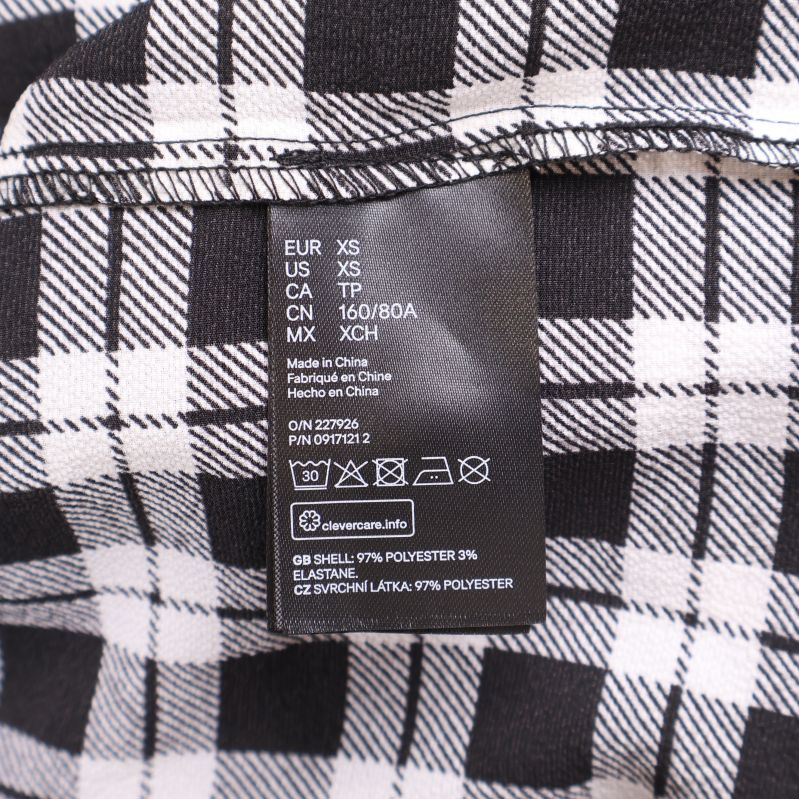 EUR XS
US XS
CA TP
CN 160/80A
MX XCH
Made in China
Fabriqué en Chine
Hecho en China
O/N 227926
P/N 0917121 2
30
clevercare.info
GB SHELL: 97% POLYESTER 3%
ELASTANE.
CZ SVRCHNÍ LÁTKA: 97% POLYESTER